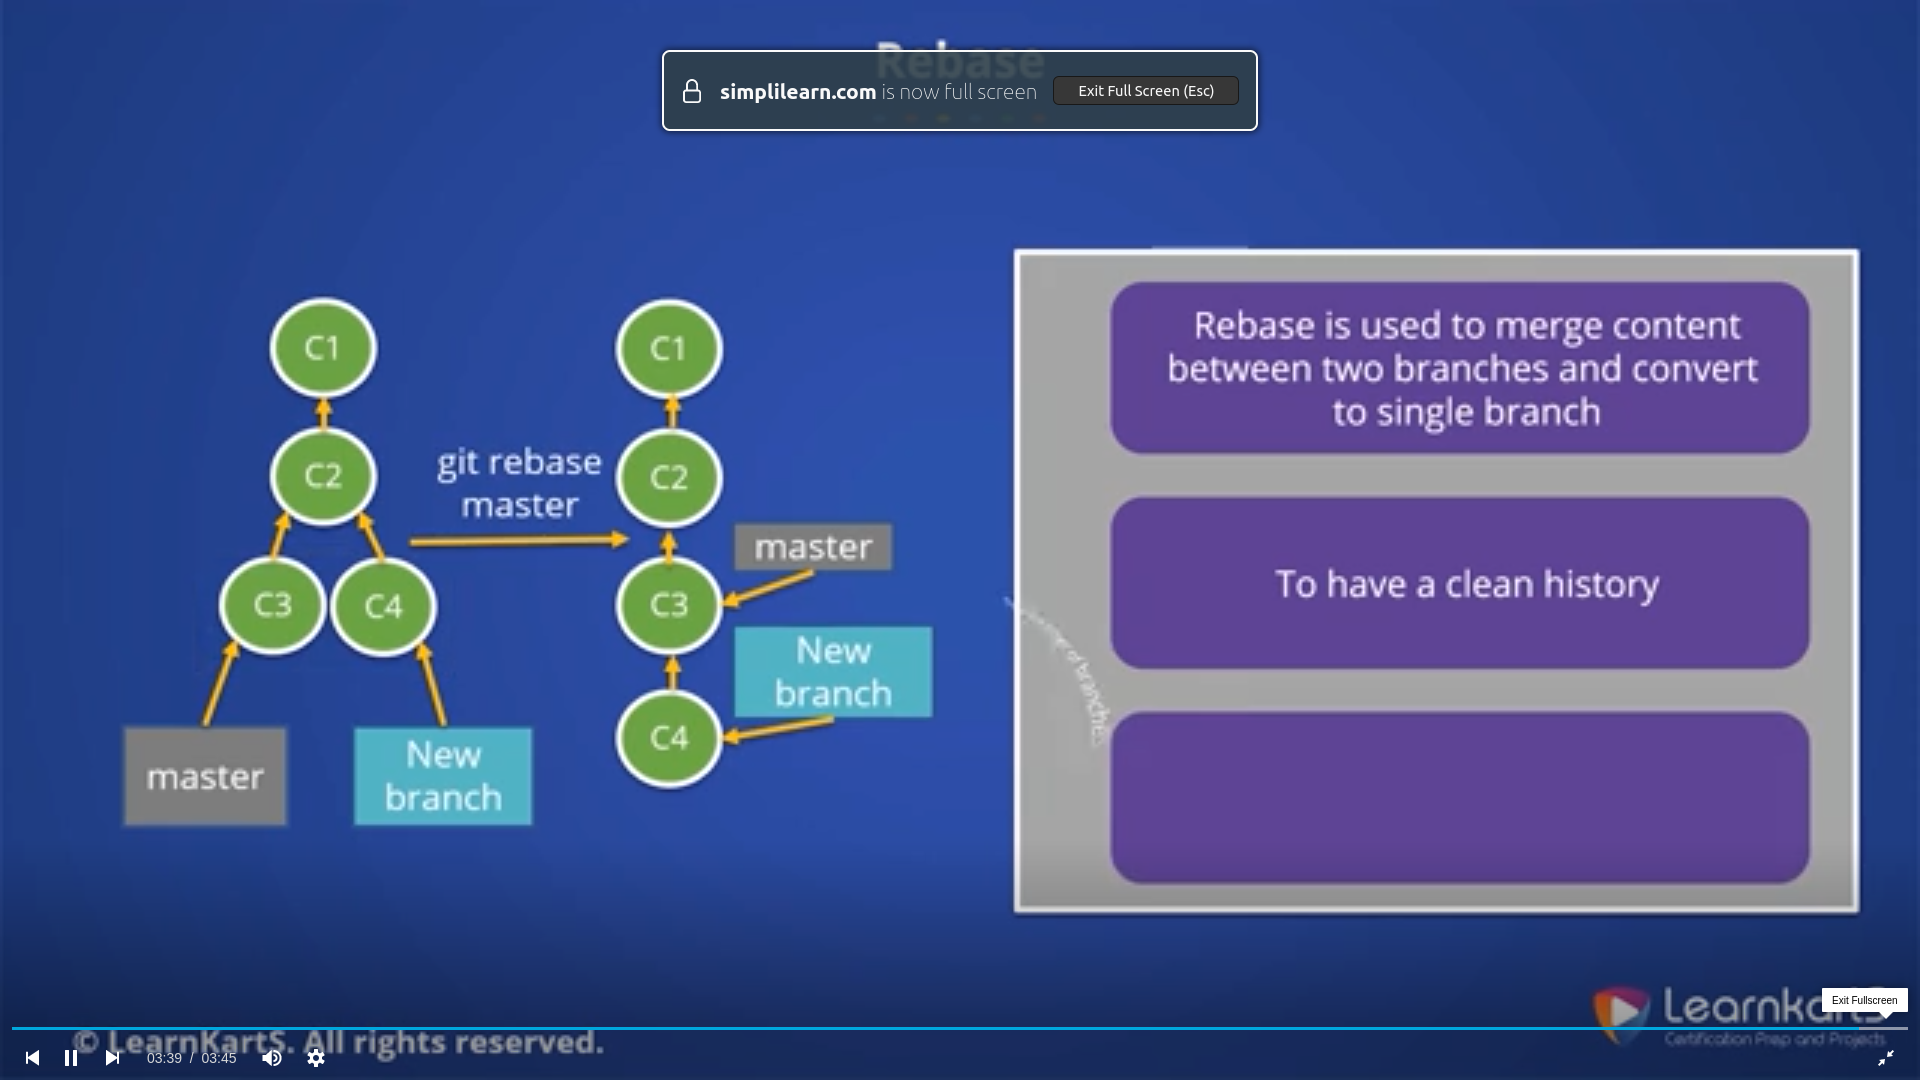 Rebase
simplilearn.com is now full screen
Exit Full Screen (Esc)
C1
C2
C3
C4
master
New
branch
git rebase
master
C1
C2
C3
C4
master
New
branch
Rebase is used to merge content
between two branches and convert
to single branch
To have a clean history
of branches
Exit Fullscreen
LearnkartS
Certification Prep and Projects
© LearnKartS. All rights reserved.
03:39 / 03:45